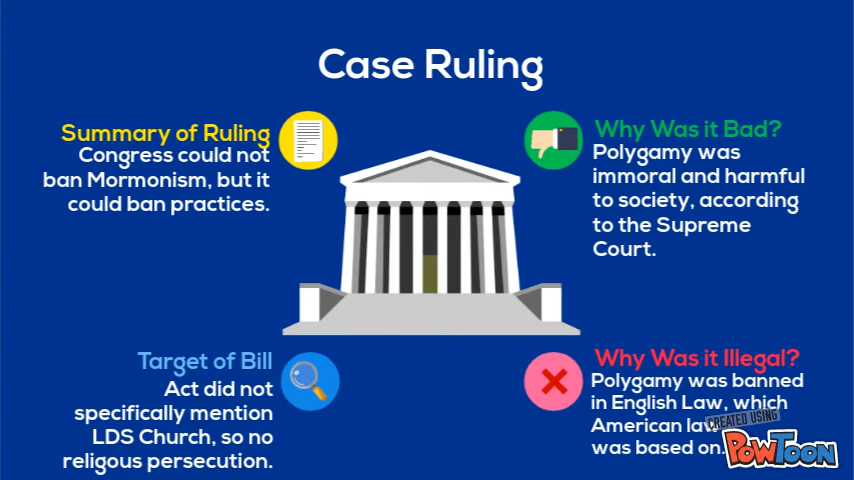 Case Ruling
Summary of Ruling
Congress could not
ban Mormonism, but it
could ban practices.
Why Was it Bad?
Polygamy was
immoral and harmful
to society, according
to the Supreme
Court.
Target of Bill
Act did not
specifically mention
LDS Church, so no
religous persecution.
Why Was it Illegal?
Polygamy was banned
in English Law, which
American
was based on.
CREATED USING
POWTOON